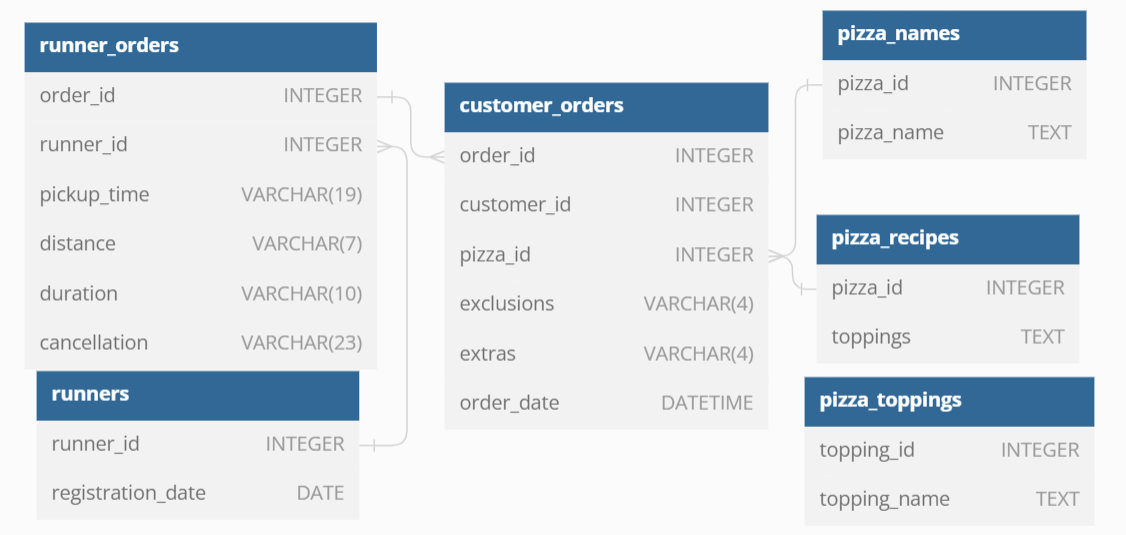 runner_orders
order_id INTEGER
runner_id INTEGER
pickup_time VARCHAR(19)
distance VARCHAR(7)
duration VARCHAR(10)
cancellation VARCHAR(23)
runners
runner_id INTEGER
registration_date DATE
customer_orders
order_id INTEGER
customer_id INTEGER
pizza_id INTEGER
exclusions VARCHAR(4)
extras VARCHAR(4)
order_date DATETIME
pizza_names
pizza_id INTEGER
pizza_name TEXT
pizza_recipes
pizza_id INTEGER
toppings TEXT
pizza_toppings
topping_id INTEGER
topping_name TEXT